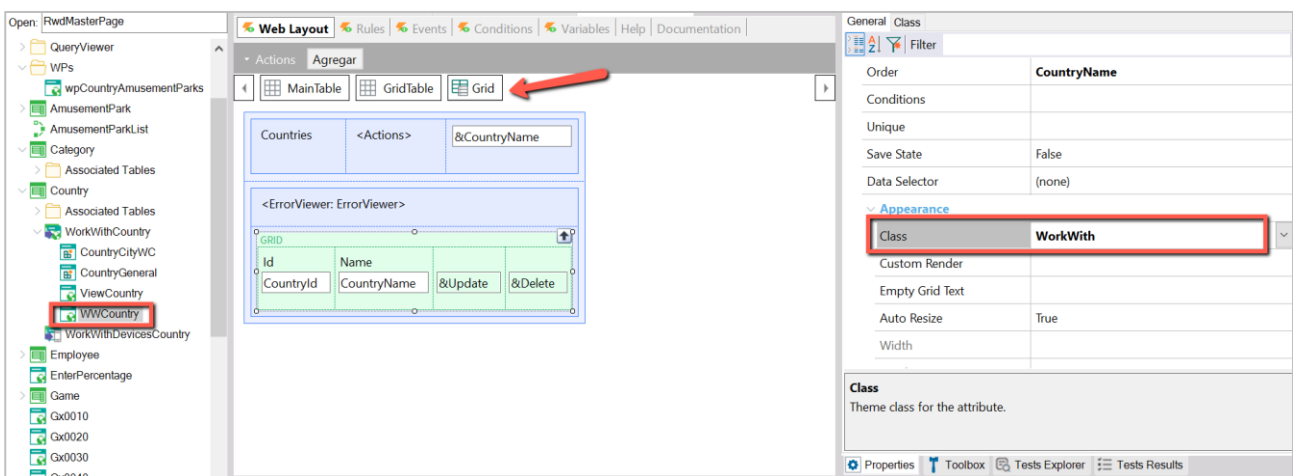 Open: RwdMasterPage
QueryViewer
WPs
wpCountryAmusementParks
AmusementPark
AmusementParkList
Category
Associated Tables
Country
Associated Tables
WorkWithCountry
CountryCityWC
CountryGeneral
ViewCountry
WWCountry
WorkWithDevicesCountry
Employee
EnterPercentage
Game
Gx0010
Gx0020
Gx0030
Web Layout Rules Events Conditions Variables Help Documentation
Actions Agregar
MainTable GridTable Grid
Countries <Actions> &CountryName
<ErrorViewer: ErrorViewer>
GRID
Id Name
CountryId CountryName &Update &Delete
General Class
Filter
Order CountryName
Conditions
Unique
Save State False
Data Selector (none)
Appearance
Class WorkWith
Custom Render
Empty Grid Text
Auto Resize True
Width
Class
Theme class for the attribute.
Properties Toolbox Tests Explorer Tests Results